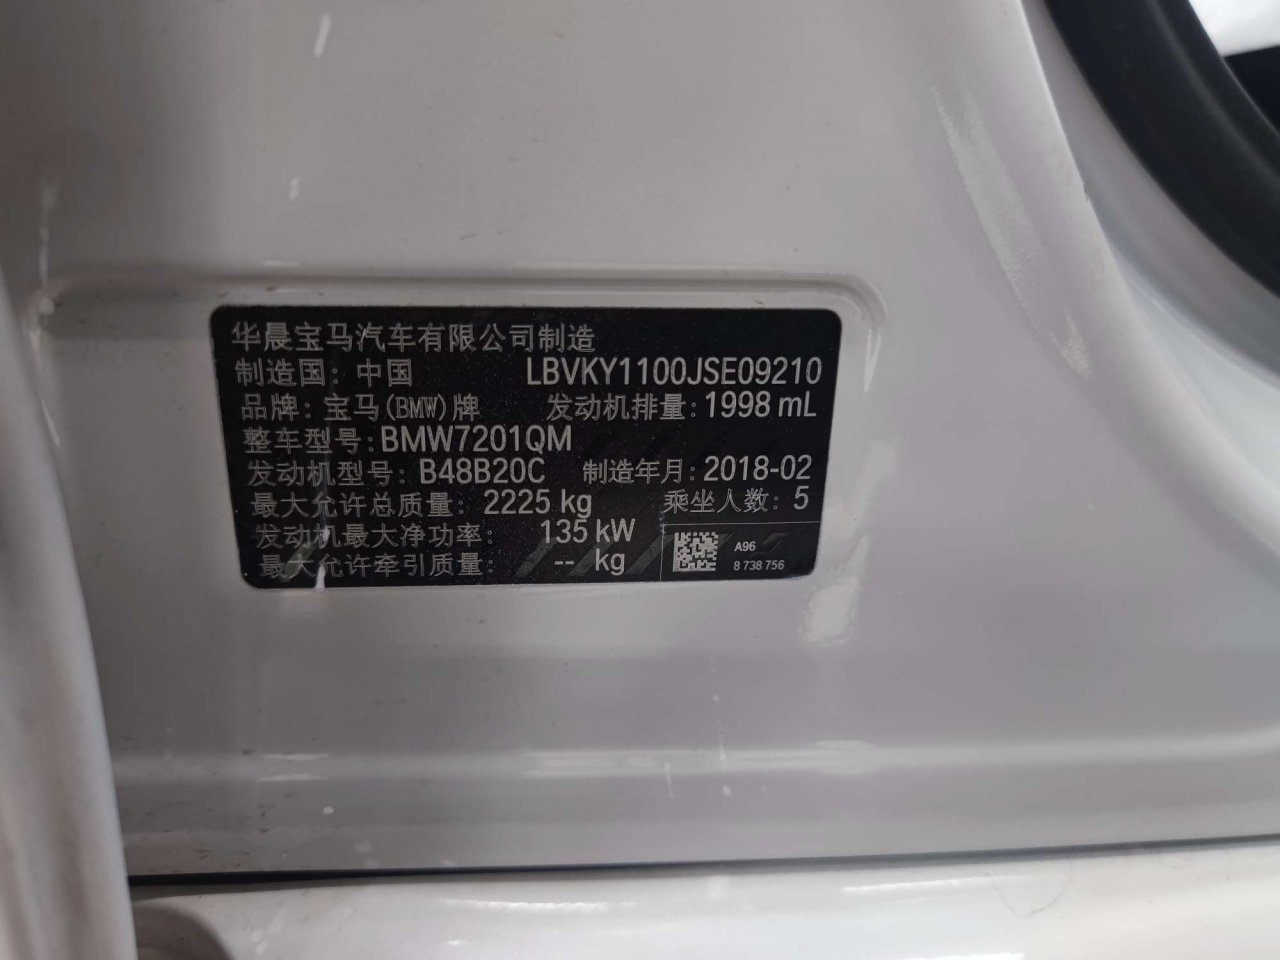 华晨宝马汽车有限公司制造
制造国：中国 LBVKY1100JSE09210
品牌：宝马(BMW)牌 发动机排量：1998 mL
整车型号：BMW7201QM
发动机型号：B48B20C 制造年月：2018-02
最大允许总质量：2225 kg 乘坐人数：5
发动机最大净功率：135 kW
最大允许牵引质量：-- kg
A96
8 738 756